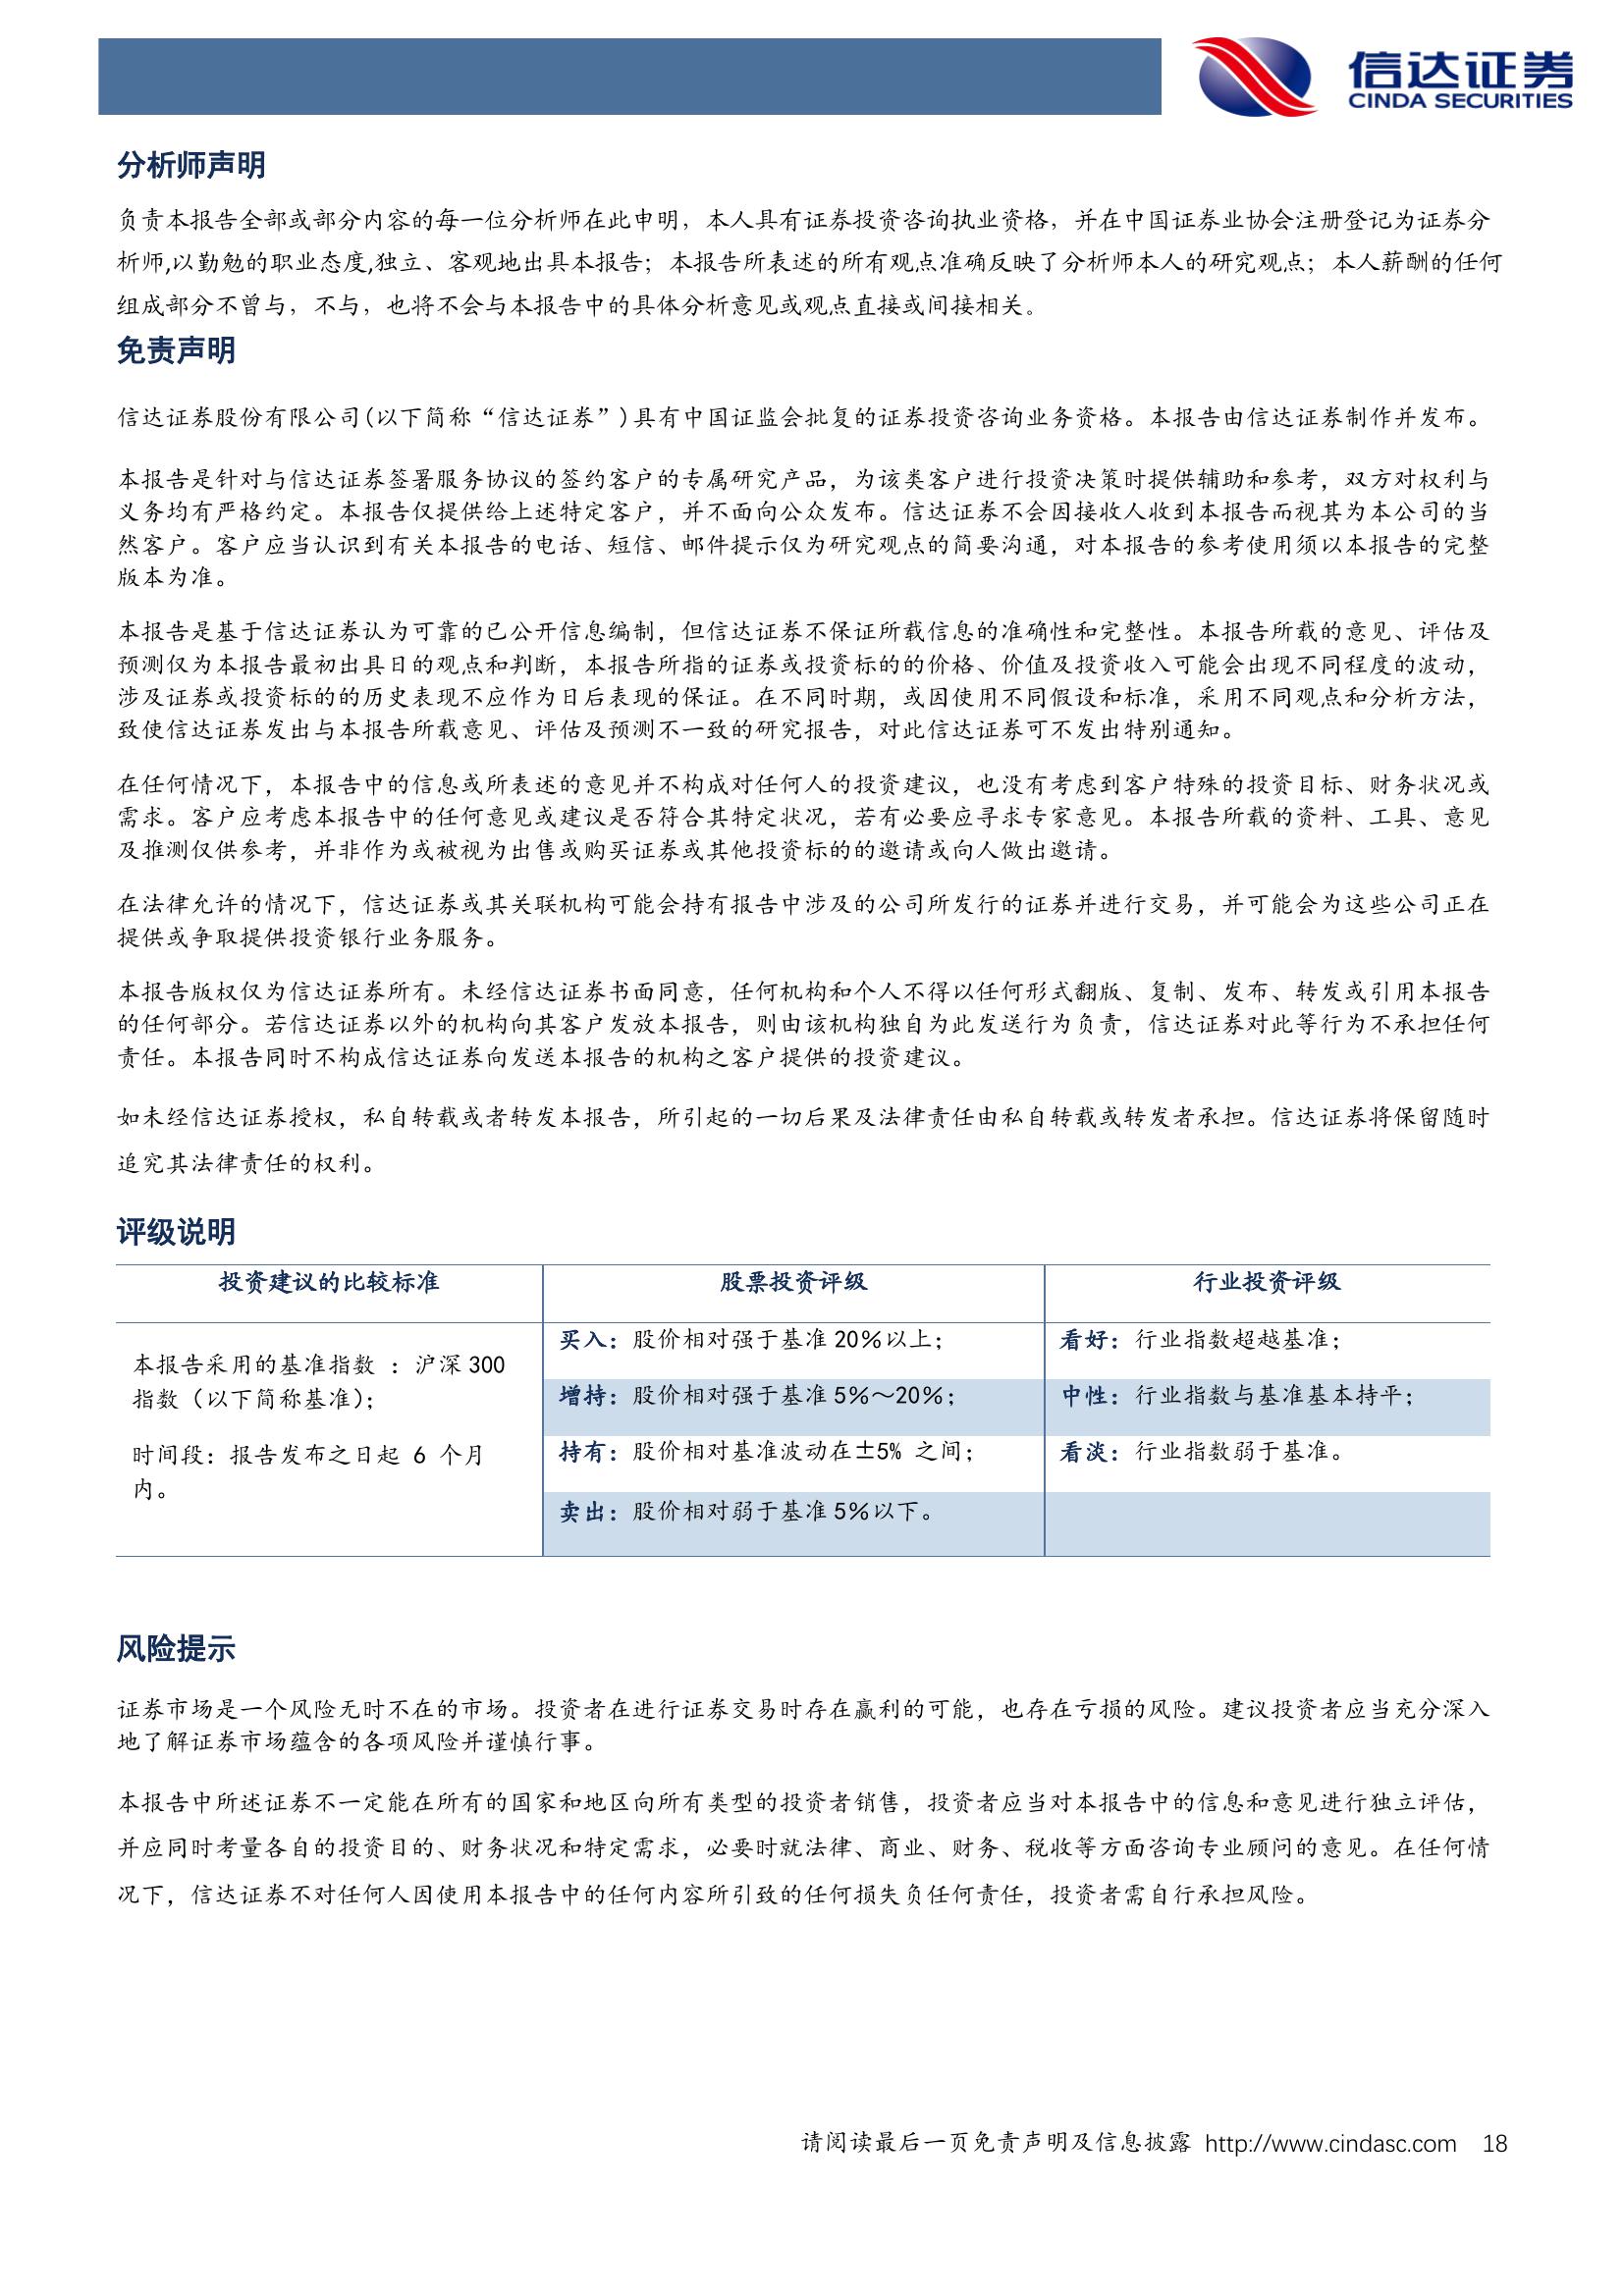 信达证券
CINDA SECURITIES
分析师声明
负责本报告全部或部分内容的每一位分析师在此申明，本人具有证券投资咨询执业资格，并在中国证券业协会注册登记为证券分
析师,以勤勉的职业态度,独立、客观地出具本报告；本报告所表述的所有观点准确反映了分析师本人的研究观点；本人薪酬的任何
组成部分不曾与，不与，也将不会与本报告中的具体分析意见或观点直接或间接相关。
免责声明
信达证券股份有限公司(以下简称“信达证券”)具有中国证监会批复的证券投资咨询业务资格。本报告由信达证券制作并发布。
本报告是针对与信达证券签署服务协议的签约客户的专属研究产品，为该类客户进行投资决策时提供辅助和参考，双方对权利与
义务均有严格约定。本报告仅提供给上述特定客户，并不面向公众发布。信达证券不会因接收人收到本报告而视其为本公司的当
然客户。客户应当认识到有关本报告的电话、短信、邮件提示仅为研究观点的简要沟通，对本报告的参考使用须以本报告的完整
版本为准。
本报告是基于信达证券认为可靠的已公开信息编制，但信达证券不保证所载信息的准确性和完整性。本报告所载的意见、评估及
预测仅为本报告最初出具日的观点和判断，本报告所指的证券或投资标的的价格、价值及投资收入可能会出现不同程度的波动，
涉及证券或投资标的的历史表现不应作为日后表现的保证。在不同时期，或因使用不同假设和标准，采用不同观点和分析方法，
致使信达证券发出与本报告所载意见、评估及预测不一致的研究报告，对此信达证券可不发出特别通知。
在任何情况下，本报告中的信息或所表述的意见并不构成对任何人的投资建议，也没有考虑到客户特殊的投资目标、财务状况或
需求。客户应考虑本报告中的任何意见或建议是否符合其特定状况，若有必要应寻求专家意见。本报告所载的资料、工具、意见
及推测仅供参考，并非作为或被视为出售或购买证券或其他投资标的的邀请或向人做出邀请。
在法律允许的情况下，信达证券或其关联机构可能会持有报告中涉及的公司所发行的证券并进行交易，并可能会为这些公司正在
提供或争取提供投资银行业务服务。
本报告版权仅为信达证券所有。未经信达证券书面同意，任何机构和个人不得以任何形式翻版、复制、发布、转发或引用本报告
的任何部分。若信达证券以外的机构向其客户发放本报告，则由该机构独自为此发送行为负责，信达证券对此等行为不承担任何
责任。本报告同时不构成信达证券向发送本报告的机构之客户提供的投资建议。
如未经信达证券授权，私自转载或者转发本报告，所引起的一切后果及法律责任由私自转载或转发者承担。信达证券将保留随时
追究其法律责任的权利。
评级说明
投资建议的比较标准 股票投资评级 行业投资评级
本报告采用的基准指数 ：沪深 300
指数（以下简称基准）；
时间段：报告发布之日起 6 个月
内。
买入：股价相对强于基准 20％以上；
增持：股价相对强于基准 5％～20％；
持有：股价相对基准波动在±5% 之间；
卖出：股价相对弱于基准 5％以下。
看好：行业指数超越基准；
中性：行业指数与基准基本持平；
看淡：行业指数弱于基准。
风险提示
证券市场是一个风险无时不在的市场。投资者在进行证券交易时存在赢利的可能，也存在亏损的风险。建议投资者应当充分深入
地了解证券市场蕴含的各项风险并谨慎行事。
本报告中所述证券不一定能在所有的国家和地区向所有类型的投资者销售，投资者应当对本报告中的信息和意见进行独立评估，
并应同时考量各自的投资目的、财务状况和特定需求，必要时就法律、商业、财务、税收等方面咨询专业顾问的意见。在任何情
况下，信达证券不对任何人因使用本报告中的任何内容所引致的任何损失负任何责任，投资者需自行承担风险。
请阅读最后一页免责声明及信息披露 http://www.cindasc.com 18